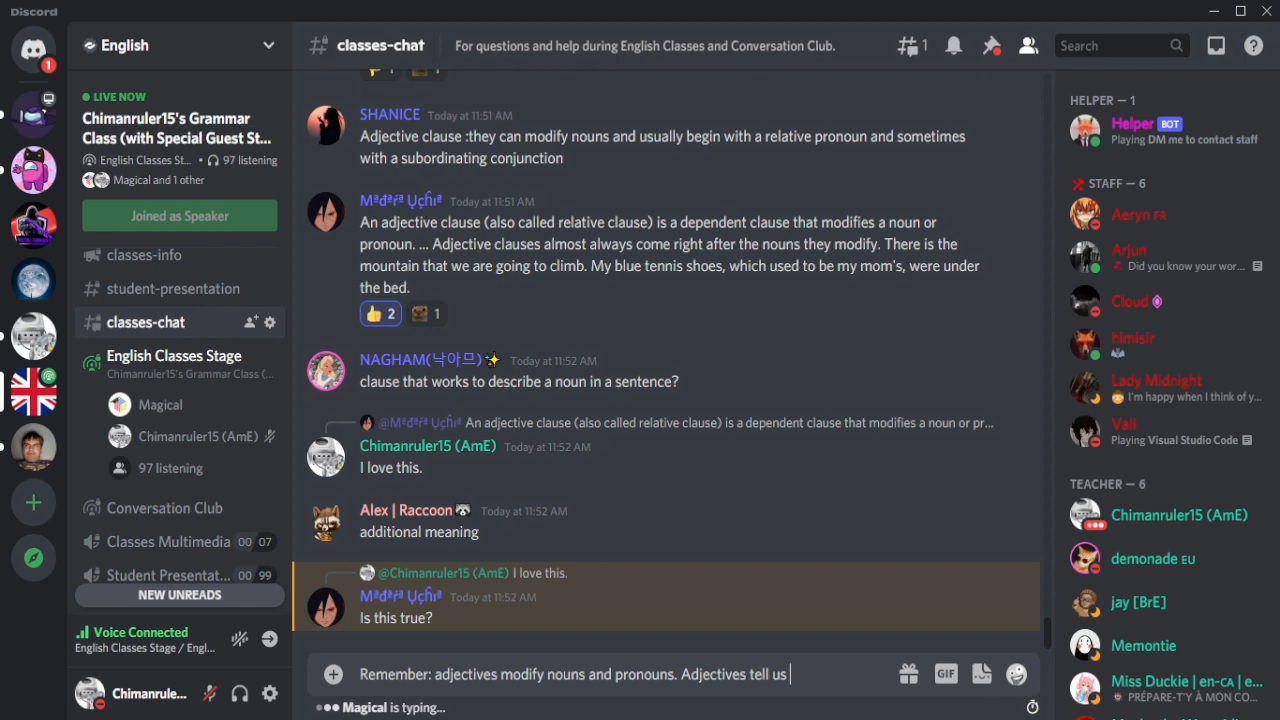 Discord
1
English
LIVE NOW
Chimanruler15's Grammar
Class (with Special Guest St...
English Classes St... • 97 listening
Magical and 1 other
Joined as Speaker
classes-info
student-presentation
classes-chat
English Classes Stage
Chimanruler15's Grammar Class (...
Magical
Chimanruler15 (AmE)
97 listening
Conversation Club
Classes Multimedia 00 07
Student Presentat... 00 99
NEW UNREADS
Voice Connected
English Classes Stage / Engl...
Chimanrule...
classes-chat
For questions and help during English Classes and Conversation Club.
1
Search
SHANICE Today at 11:51 AM
Adjective clause :they can modify nouns and usually begin with a relative pronoun and sometimes
with a subordinating conjunction
Today at 11:51 AM
An adjective clause (also called relative clause) is a dependent clause that modifies a noun or
pronoun. ... Adjective clauses almost always come right after the nouns they modify. There is the
mountain that we are going to climb. My blue tennis shoes, which used to be my mom's, were under
the bed.
2 1
NAGHAM(낙아므)✨ Today at 11:52 AM
clause that works to describe a noun in a sentence?
An adjective clause (also called relative clause) is a dependent clause that modifies a noun or pr...
Chimanruler15 (AmE) Today at 11:52 AM
I love this.
Alex | Raccoon🦝 Today at 11:52 AM
additional meaning
@Chimanruler15 (AmE) I love this.
Today at 11:52 AM
Is this true?
Remember: adjectives modify nouns and pronouns. Adjectives tell us
GIF
Magical is typing...
HELPER — 1
Helper BOT
Playing DM me to contact staff
STAFF — 6
Aeryn FR
Arjun
Did you know your wor...
Cloud
himisir
Lady Midnight
I'm happy when I think of y...
Vali
Playing Visual Studio Code
TEACHER — 6
Chimanruler15 (AmE)
demonade EU
jay [BrE]
Memontie
Miss Duckie | en-CA | e...
PRÉPARE-T'Y À MON CO...